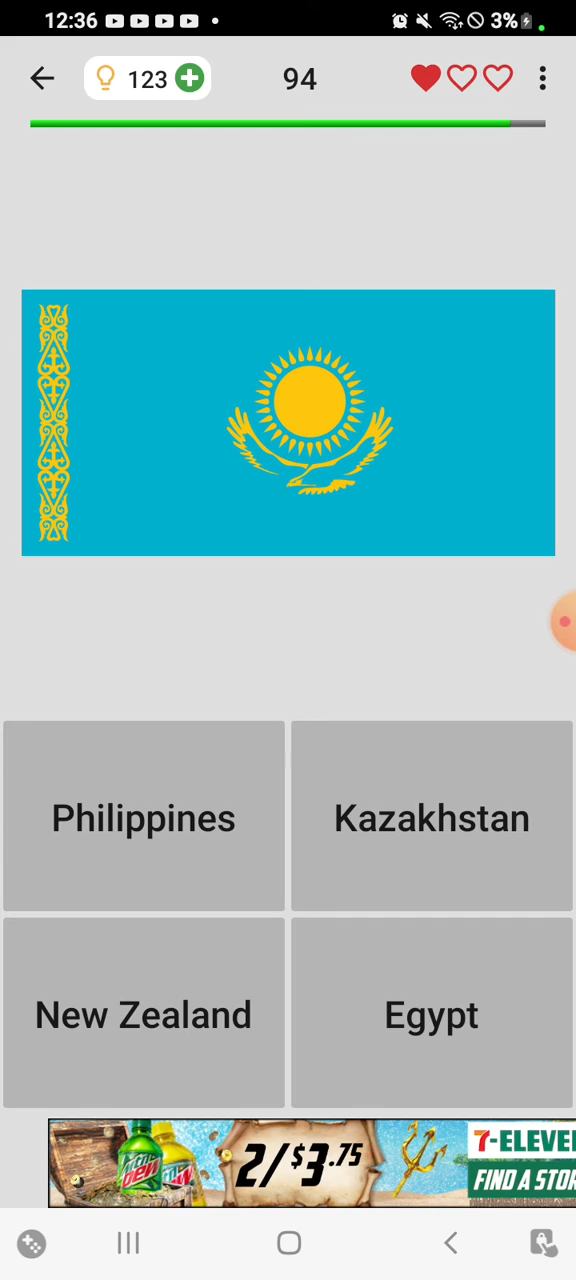 12:36 3%
123 94
Philippines Kazakhstan
New Zealand Egypt
2/$3.75
7-ELEVE
FIND A STOR